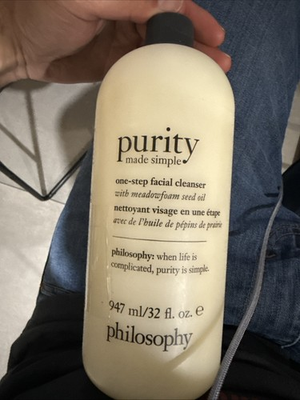 purity
made simple
one-step facial cleanser
with meadowfoam seed oil
nettoyant visage en une étape
avec de l'huile de pépins de prairie
philosophy: when life is
complicated, purity is simple.
947 ml/32 fl. oz. e
philosophy